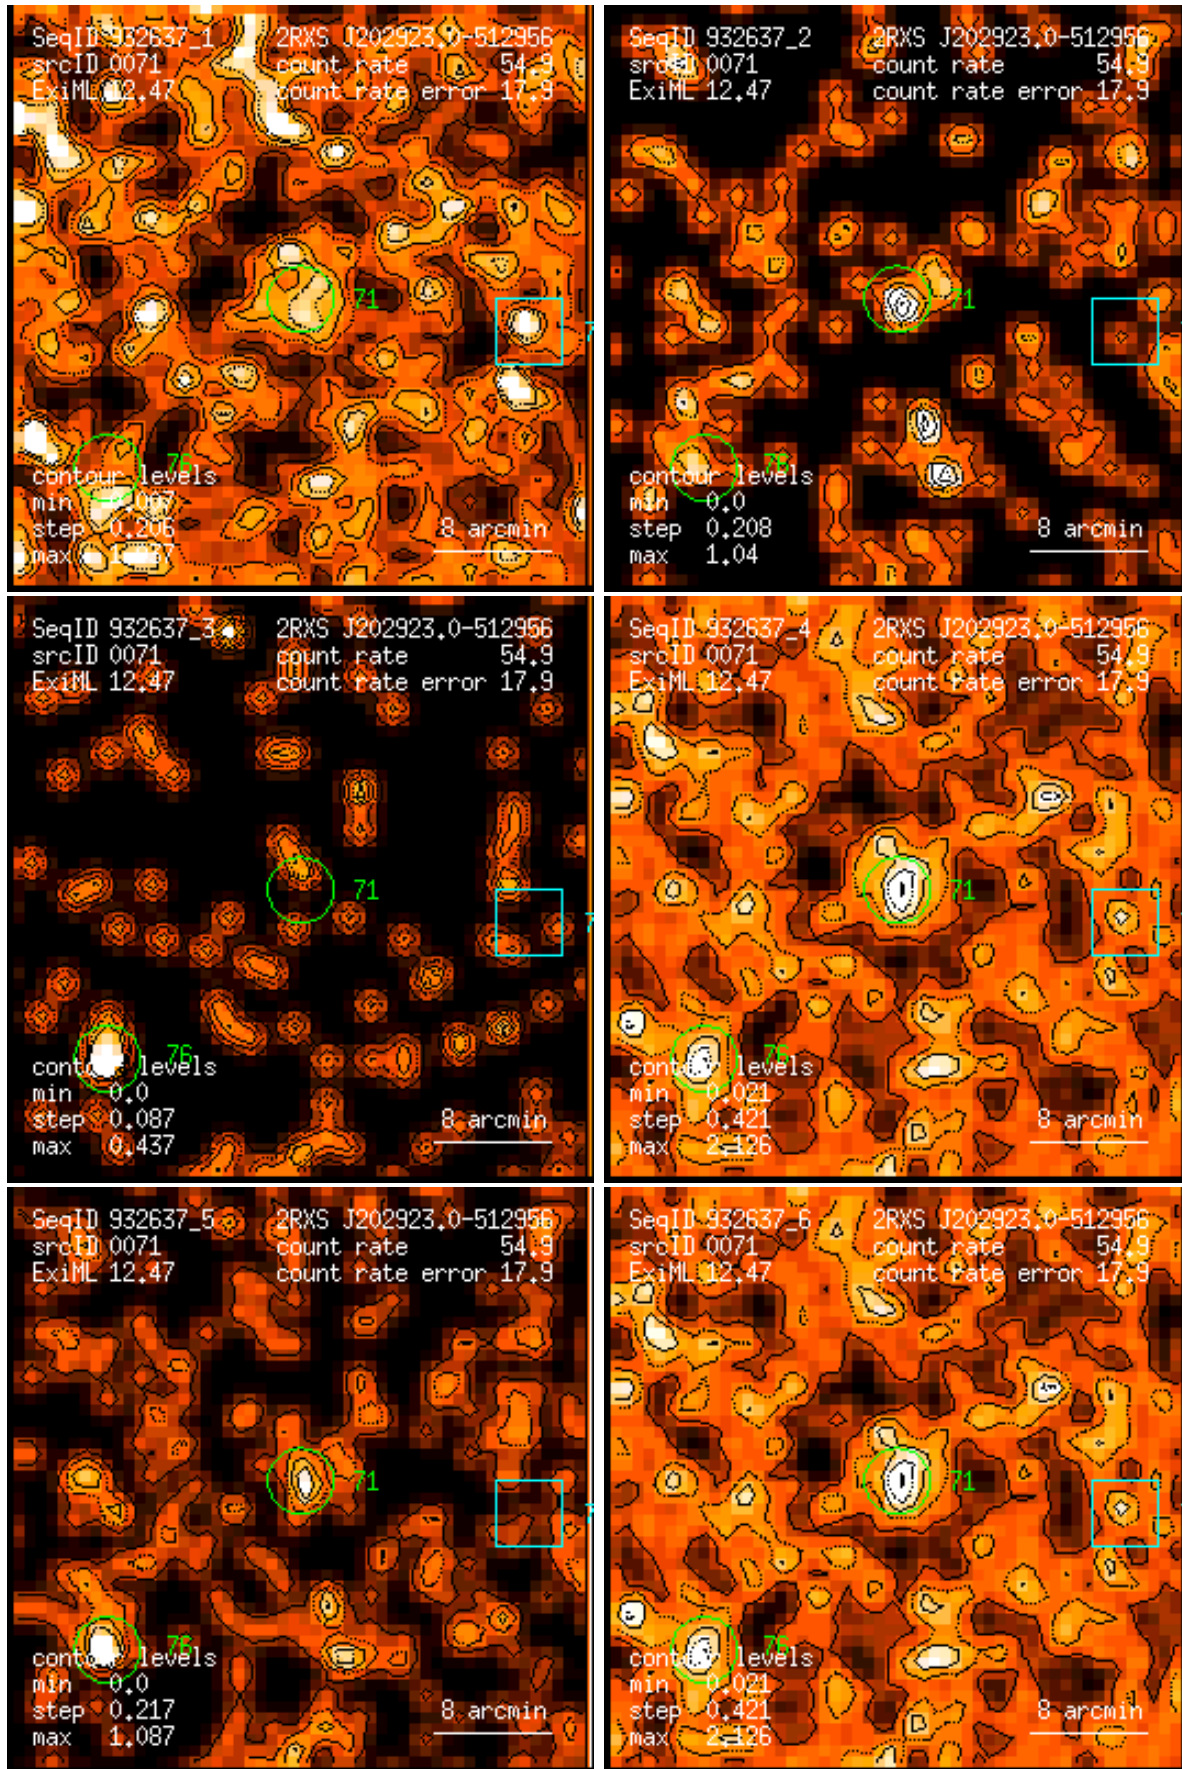 SeqID 932637_1 2RXS J202923.0-512956
srcID 0071 count rate 54.9
ExiML 12.47 count rate error 17.9
71
76
contour levels
min
step 0.206
max
8 arcmin
SeqID 932637_2 2RXS J202923.0-512956
srcID 0071 count rate 54.9
ExiML 12.47 count rate error 17.9
71
76
contour levels
min 0.0
step 0.208
max 1.04
8 arcmin
SeqID 932637_3 2RXS J202923.0-512956
srcID 0071 count rate 54.9
ExiML 12.47 count rate error 17.9
71
76
contour levels
min 0.0
step 0.087
max 0.437
8 arcmin
SeqID 932637_4 2RXS J202923.0-512956
srcID 0071 count rate 54.9
ExiML 12.47 count rate error 17.9
71
76
contour levels
min 0.021
step 0.421
max 2.126
8 arcmin
SeqID 932637_5 2RXS J202923.0-512956
srcID 0071 count rate 54.9
ExiML 12.47 count rate error 17.9
71
76
contour levels
min 0.0
step 0.217
max 1.087
8 arcmin
SeqID 932637_6 2RXS J202923.0-512956
srcID 0071 count rate 54.9
ExiML 12.47 count rate error 17.9
71
76
contour levels
min 0.021
step 0.421
max 2.126
8 arcmin